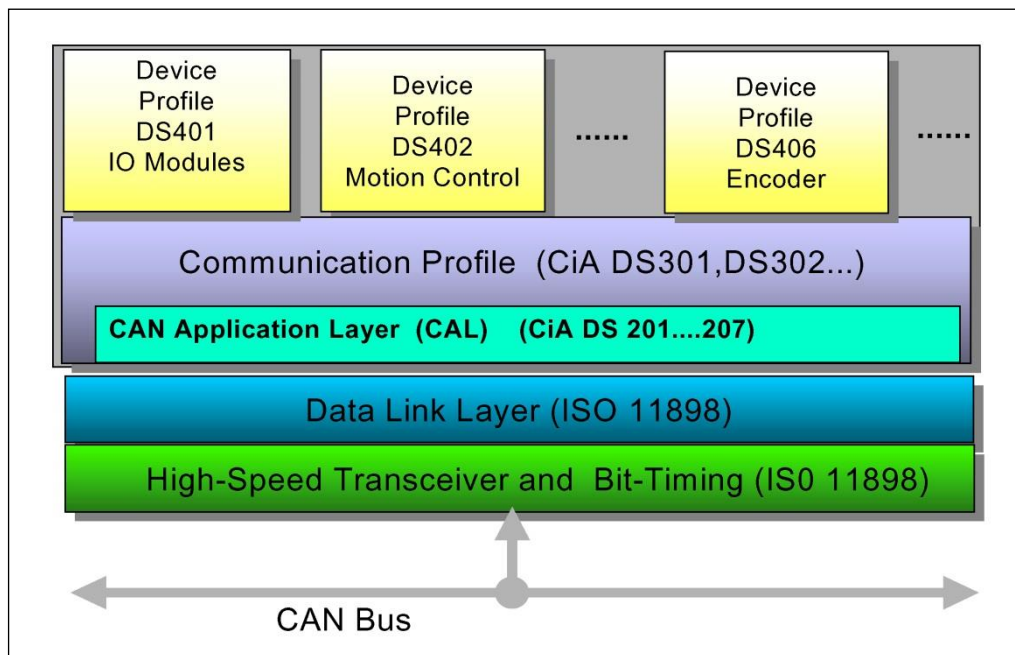 Device
Profile
DS401
IO Modules
Device
Profile
DS402
Motion Control
......
Device
Profile
DS406
Encoder
......
Communication Profile (CiA DS301,DS302...)
CAN Application Layer (CAL) (CiA DS 201....207)
Data Link Layer (ISO 11898)
High-Speed Transceiver and Bit-Timing (IS0 11898)
CAN Bus